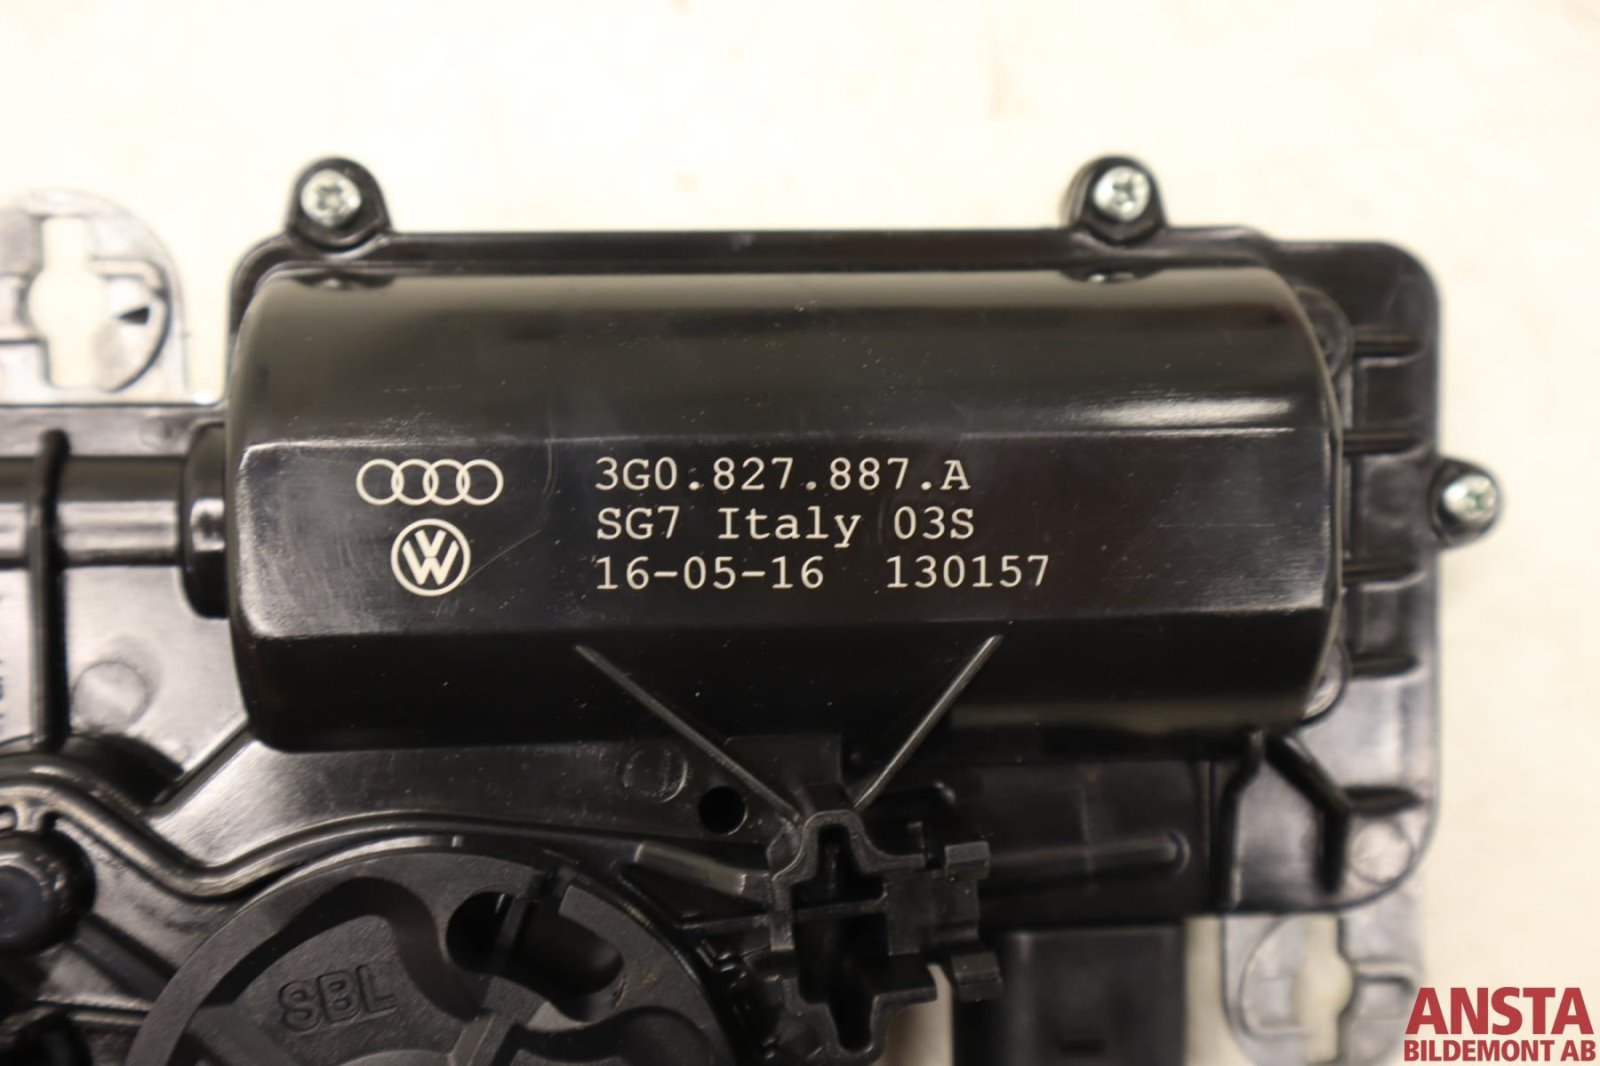 3G0.827.887.A
SG7 Italy 03S
16-05-16 130157
SBL
ANSTA
BILDEMONT AB